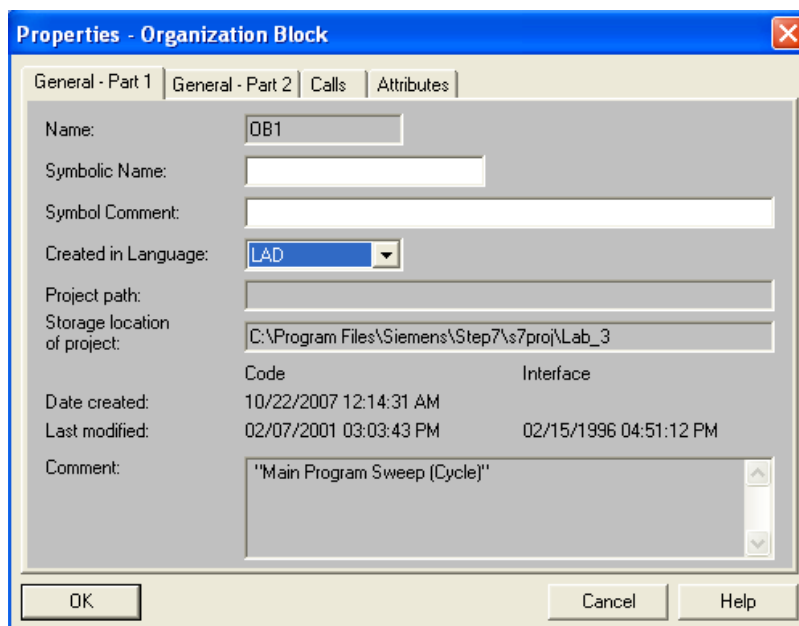 Properties - Organization Block
General - Part 1 General - Part 2 Calls Attributes
Name: OB1
Symbolic Name:
Symbol Comment:
Created in Language: LAD
Project path:
Storage location
of project: C:\Program Files\Siemens\Step7\s7proj\Lab_3
Code Interface
Date created: 10/22/2007 12:14:31 AM
Last modified: 02/07/2001 03:03:43 PM 02/15/1996 04:51:12 PM
Comment: "Main Program Sweep (Cycle)"
OK Cancel Help